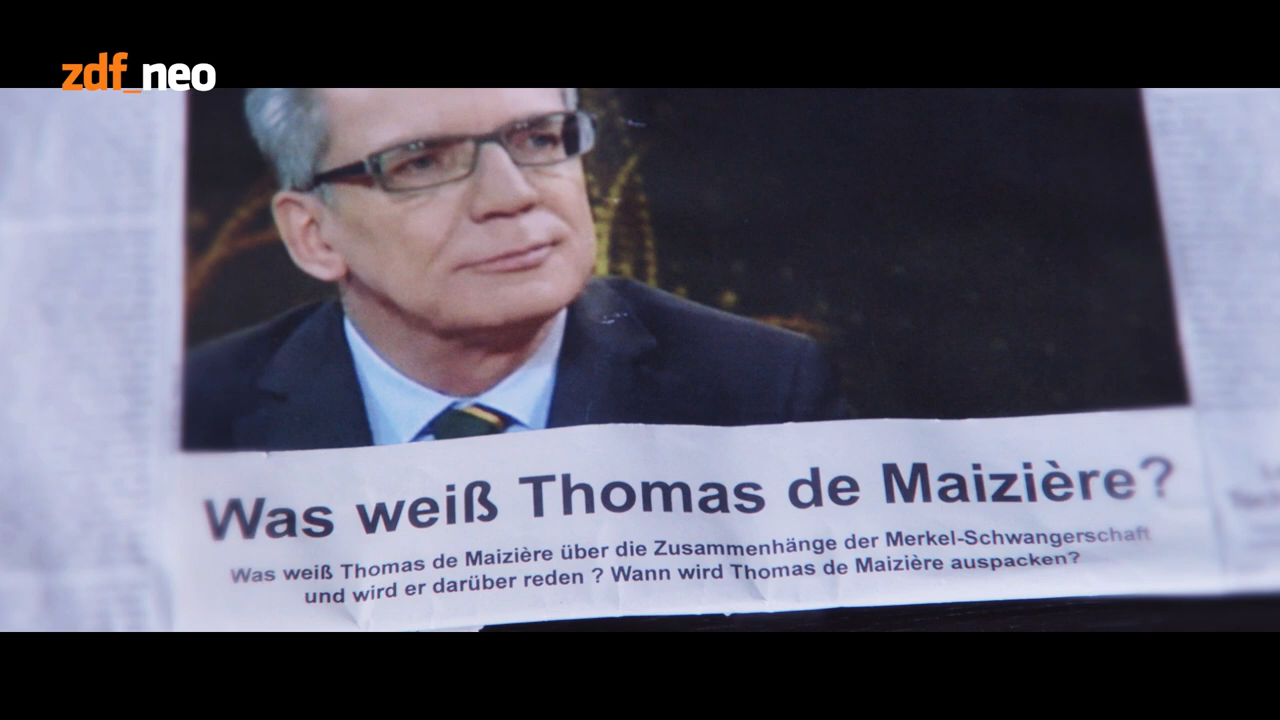 zdf_neo
Was weiß Thomas de Maizière?
Was weiß Thomas de Maizière über die Zusammenhänge der Merkel-Schwangerschaft
und wird er darüber reden ? Wann wird Thomas de Maizière auspacken?